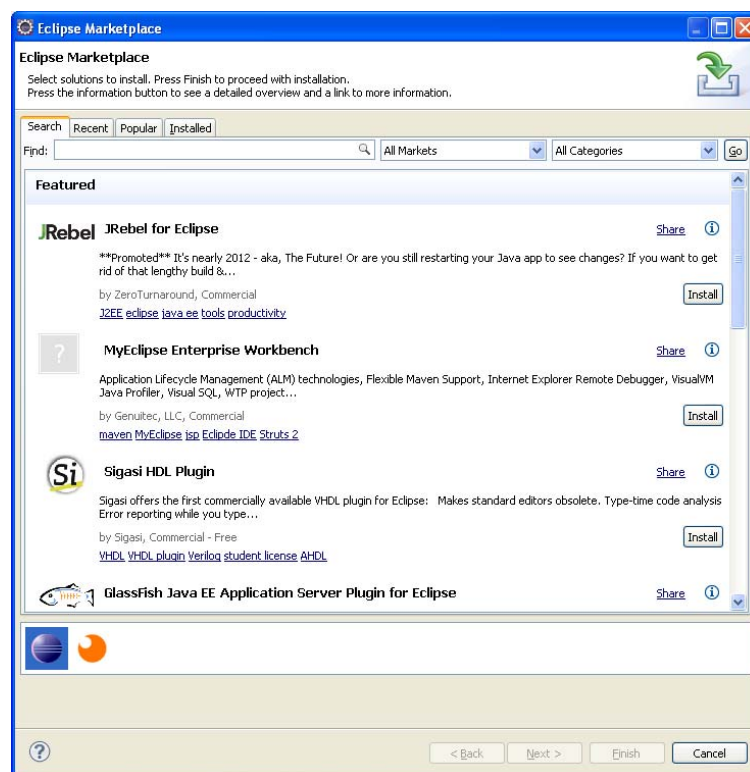 Eclipse Marketplace
Eclipse Marketplace
Select solutions to install. Press Finish to proceed with installation.
Press the information button to see a detailed overview and a link to more information.
Search Recent Popular Installed
Find: All Markets All Categories Go
Featured
JRebel JRebel for Eclipse Share i
**Promoted** It's nearly 2012 - aka, The Future! Or are you still restarting your Java app to see changes? If you want to get
rid of that lengthy build &...
by ZeroTurnaround, Commercial Install
J2EE eclipse java ee tools productivity
? MyEclipse Enterprise Workbench Share i
Application Lifecycle Management (ALM) technologies, Flexible Maven Support, Internet Explorer Remote Debugger, VisualVM
Java Profiler, Visual SQL, WTP project...
by Genuitec, LLC, Commercial Install
maven MyEclipse jsp Eclipde IDE Struts 2
Si Sigasi HDL Plugin Share i
Sigasi offers the first commercially available VHDL plugin for Eclipse: Makes standard editors obsolete. Type-time code analysis
Error reporting while you type...
by Sigasi, Commercial - Free Install
VHDL VHDL plugin Verilog student license AHDL
GlassFish Java EE Application Server Plugin for Eclipse Share i
? < Back Next > Finish Cancel